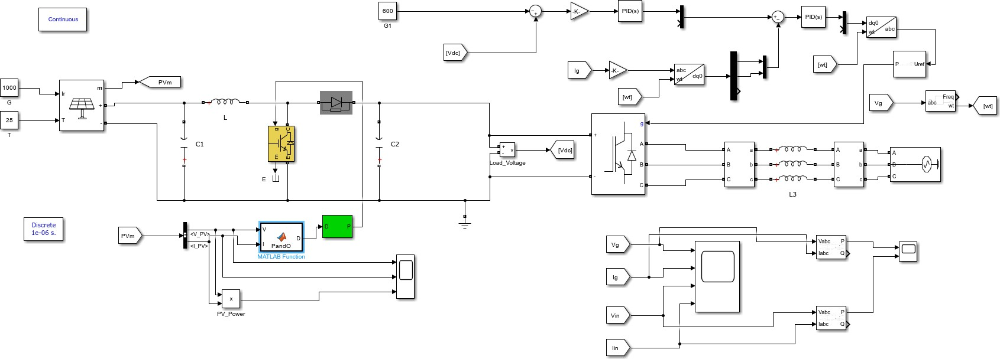 Continuous
600
G1
-K-
PID(s)
PID(s)
dq0
wt
abc
[Vdc]
[wt]
P
Uref
Ig
-K-
abc
wt
dq0
[wt]
Vg
abc
Freq
wt
[wt]
1000
G
25
T
Ir
T
m
+
-
PVm
L
C1
g
C
m
E
E
C2
+
-
v
Load_Voltage
[Vdc]
g
+
-
A
B
C
A
B
C
a
b
c
L3
A
B
C
a
b
c
A
B
C
Discrete
1e-06 s.
PVm
<V_PV>
<I_PV>
V
I
PandO
D
MATLAB Function
D
P
x
PV_Power
Vg
Ig
Vin
Iin
Vabc
Iabc
P
Q
Vabc
Iabc
P
Q